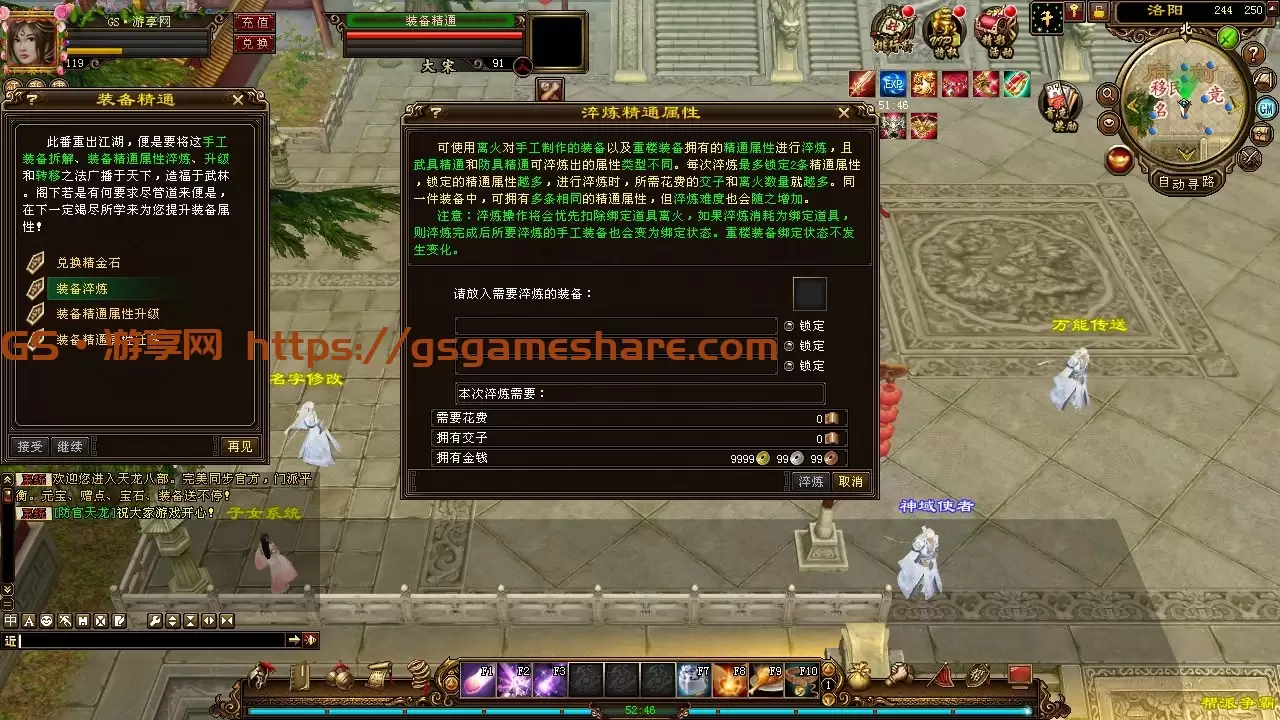 GS·游享网
119
充值
兑换
装备精通
大宋
91
洛阳
244 250
北
GM
自动寻路
51:46
EXP
装备精通
此番重出江湖，便是要将这手工
装备拆解、装备精通属性淬炼、升级
和转移之法广播于天下，造福于武林
。阁下若是有何要求尽管道来便是，
在下一定竭尽所学来为您提升装备属
性！
兑换精金石
装备淬炼
装备精通属性升级
接受
继续
再见
淬炼精通属性
可使用离火对手工制作的装备以及重楼装备拥有的精通属性进行淬炼，且
武具精通和防具精通可淬炼出的属性类型不同。每次淬炼最多锁定2条精通属性
，锁定的精通属性越多，进行淬炼时，所需花费的交子和离火数量就越多。同
一件装备中，可拥有多条相同的精通属性，但淬炼难度也会随之增加。
注意：淬炼操作将会优先扣除绑定道具离火，如果淬炼消耗为绑定道具，
则淬炼完成后所要淬炼的手工装备也会变为绑定状态。重楼装备绑定状态不发
生变化。
请放入需要淬炼的装备：
锁定
锁定
锁定
本次淬炼需要：
需要花费
0
拥有交子
0
拥有金钱
9999 99 99
淬炼
取消
GS·游享网 https://gsgameshare.com
名字修改
万能传送
神域使者
子女系统
欢迎您进入天龙八部。完美同步官方，门派平
衡。元宝、赠点、宝石、装备送不停！
[防官天龙]祝大家游戏开心！
近
F1
F2
F3
F7
F8
F9
F10
1
52:46
帮派争霸